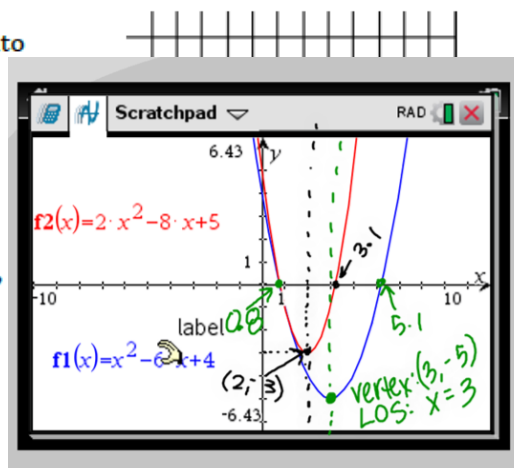 to
Scratchpad
RAD
6.43
y
f2(x)=2·x²-8·x+5
3.1
1
x
-10
1
10
label
0.8
5.1
f1(x)=x²-6·x+4
(2,-3)
vertex:(3,-5)
LOS: x=3
-6.43